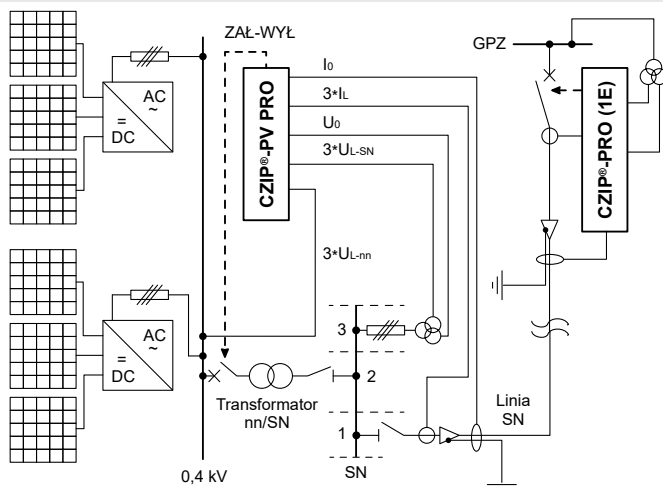 ZAŁ-WYŁ
GPZ
I0
3*IL
U0
3*UL-SN
3*UL-nn
CZIP®-PV PRO
CZIP®-PRO (1E)
AC
~
=
DC
AC
~
=
DC
3
2
1
Transformator
nn/SN
Linia
SN
0,4 kV
SN